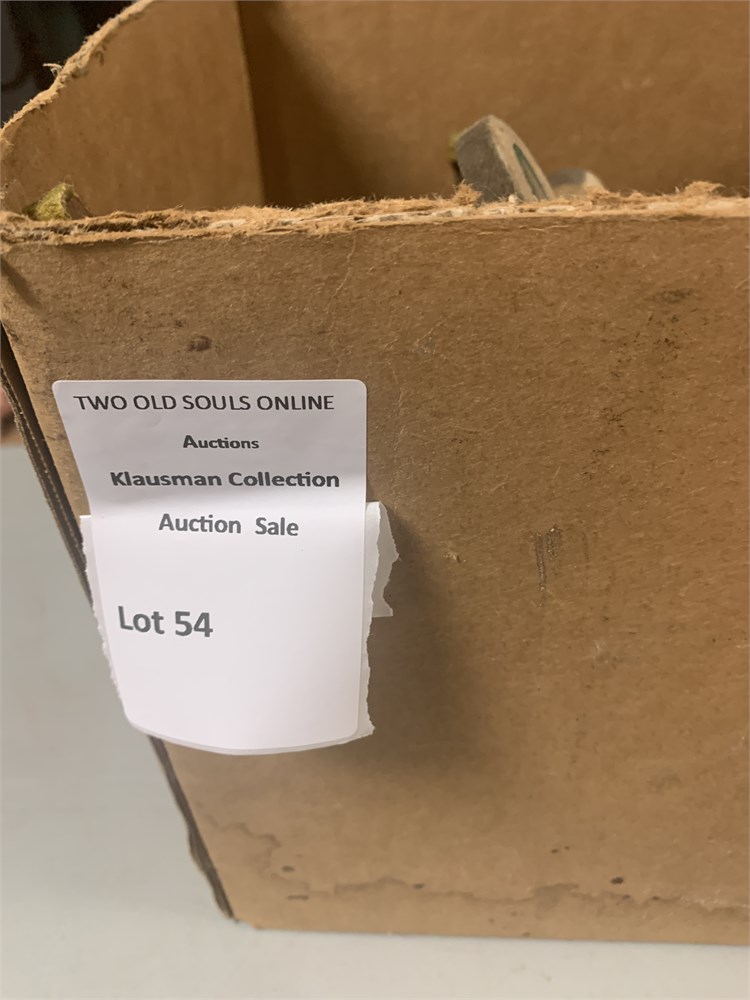 TWO OLD SOULS ONLINE
Auctions
Klausman Collection
Auction Sale
Lot 54